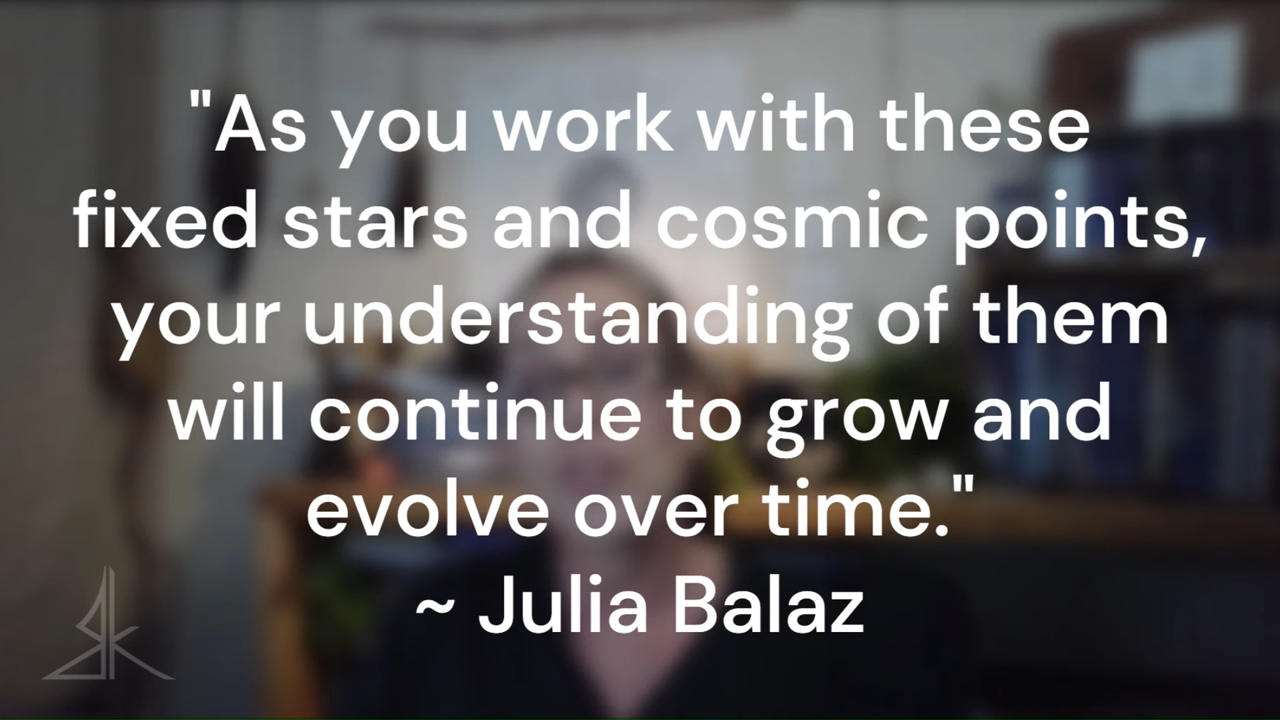 "As you work with these
fixed stars and cosmic points,
your understanding of them
will continue to grow and
evolve over time."
~ Julia Balaz